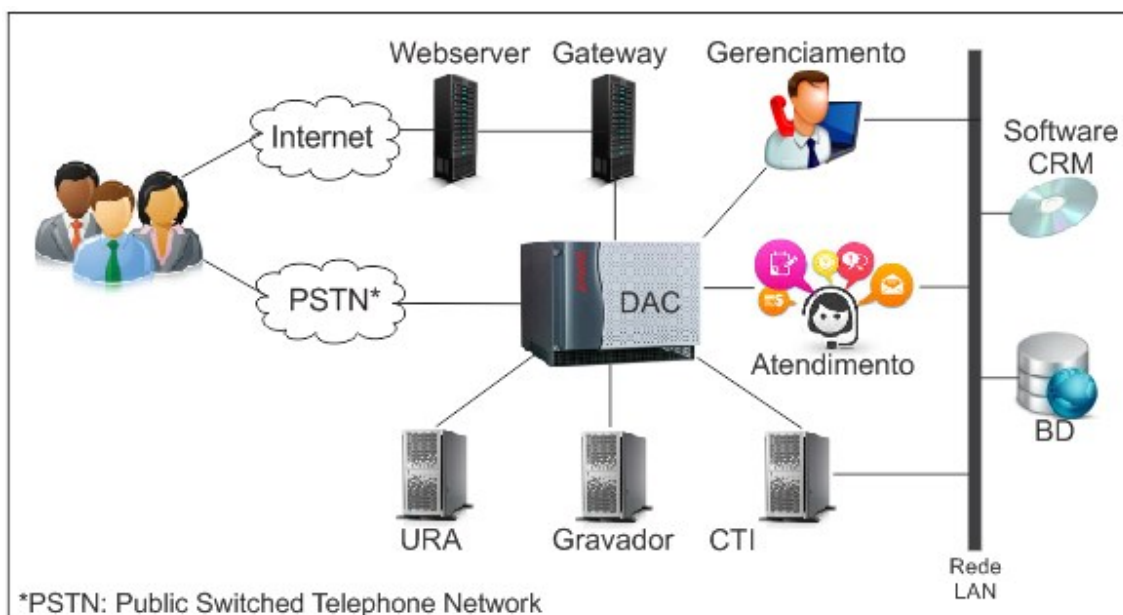 Webserver
Gateway
Gerenciamento
Internet
Software
CRM
PSTN*
DAC
Atendimento
BD
URA
Gravador
CTI
Rede
LAN
*PSTN: Public Switched Telephone Network